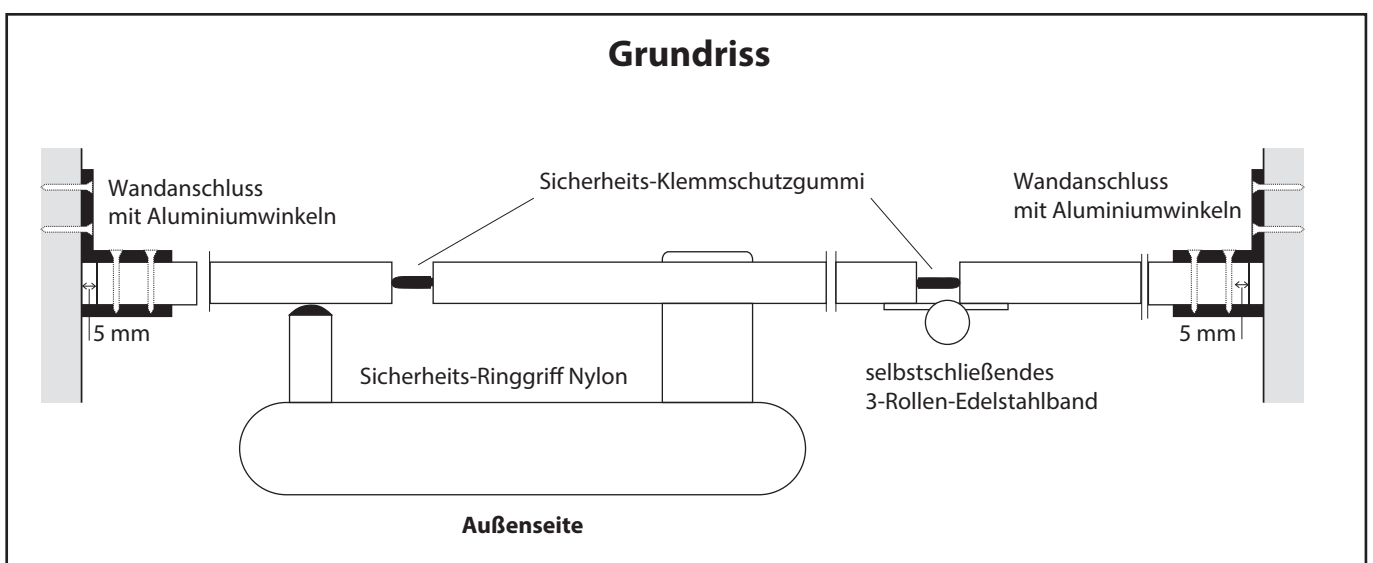 Grundriss
Wandanschluss
mit Aluminiumwinkeln
Sicherheits-Klemmschutzgummi
Wandanschluss
mit Aluminiumwinkeln
5 mm
5 mm
Sicherheits-Ringgriff Nylon
selbstschließendes
3-Rollen-Edelstahlband
Außenseite